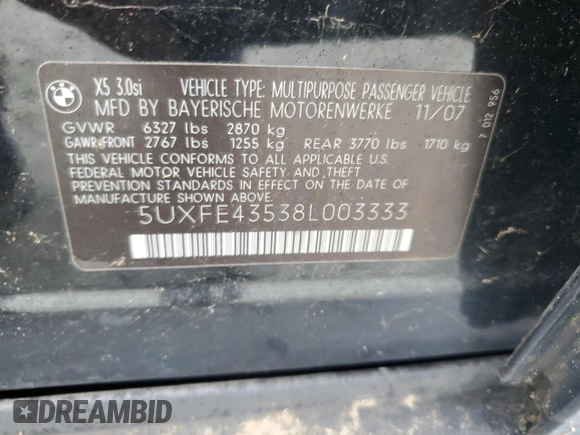 BMW
X5 3.0si VEHICLE TYPE: MULTIPURPOSE PASSENGER VEHICLE
MFD BY BAYERISCHE MOTORENWERKE 11/07
GVWR 6327 lbs 2870 kg
GAWR-FRONT 2767 lbs 1255 kg REAR 3770 lbs 1710 kg
THIS VEHICLE CONFORMS TO ALL APPLICABLE U.S.
FEDERAL MOTOR VEHICLE SAFETY AND THEFT
PREVENTION STANDARDS IN EFFECT ON THE DATE OF
MANUFACTURE SHOWN ABOVE.
5UXFE43538L003333
7 012 956
DREAMBID